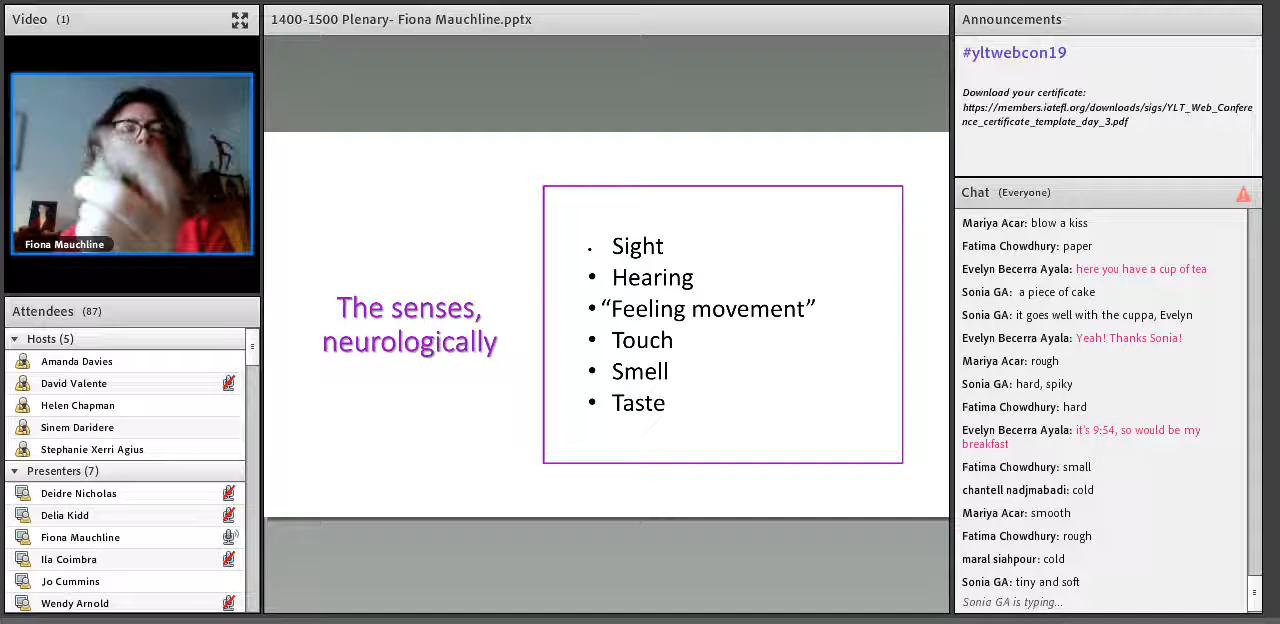 Video (1)
Fiona Mauchline
Attendees (87)
Hosts (5)
Amanda Davies
David Valente
Helen Chapman
Sinem Daridere
Stephanie Xerri Agius
Presenters (7)
Deidre Nicholas
Delia Kidd
Fiona Mauchline
Ila Coimbra
Jo Cummins
Wendy Arnold
1400-1500 Plenary- Fiona Mauchline.pptx
The senses,
neurologically
• Sight
• Hearing
• “Feeling movement”
• Touch
• Smell
• Taste
Announcements
#yltwebcon19
Download your certificate:
https://members.iatefl.org/downloads/sigs/YLT_Web_Confere
nce_certificate_template_day_3.pdf
Chat (Everyone)
Mariya Acar: blow a kiss
Fatima Chowdhury: paper
Evelyn Becerra Ayala: here you have a cup of tea
Sonia GA: a piece of cake
Sonia GA: it goes well with the cuppa, Evelyn
Evelyn Becerra Ayala: Yeah! Thanks Sonia!
Mariya Acar: rough
Sonia GA: hard, spiky
Fatima Chowdhury: hard
Evelyn Becerra Ayala: it's 9:54, so would be my
breakfast
Fatima Chowdhury: small
chantell nadjmabadi: cold
Mariya Acar: smooth
Fatima Chowdhury: rough
maral siahpour: cold
Sonia GA: tiny and soft
Sonia GA is typing...